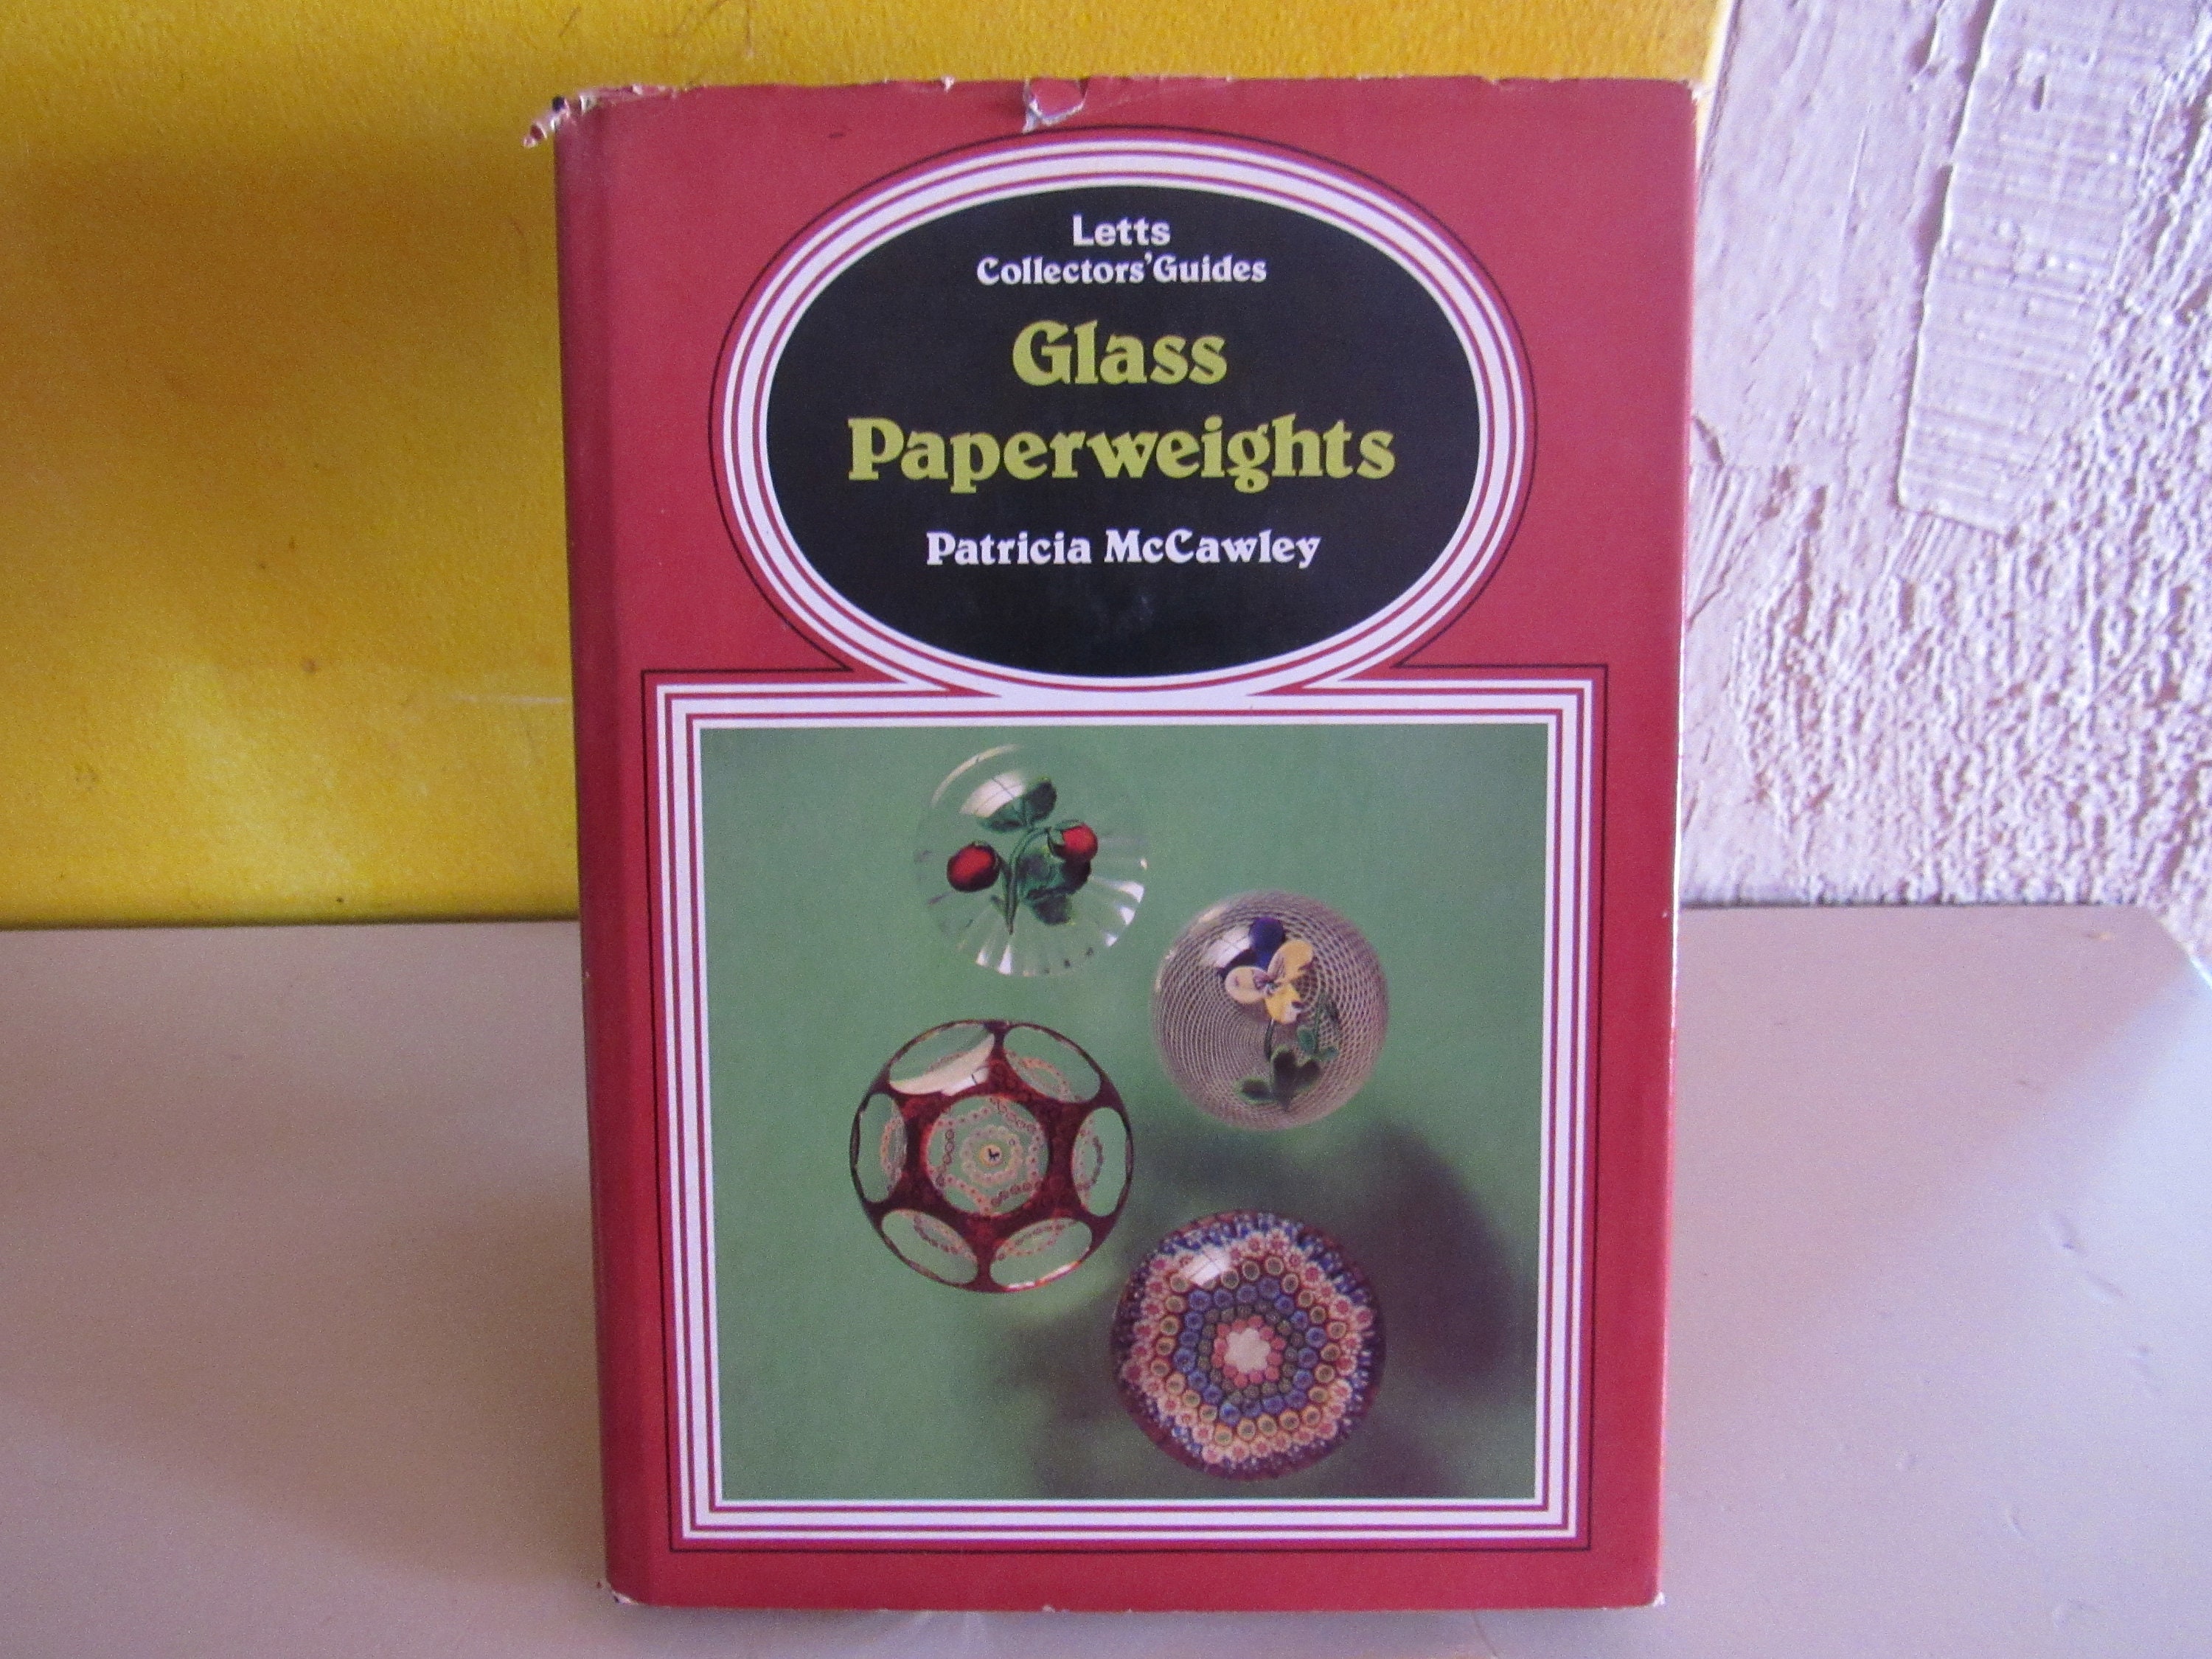 Letts
Collectors' Guides
Glass
Paperweights
Patricia McCawley